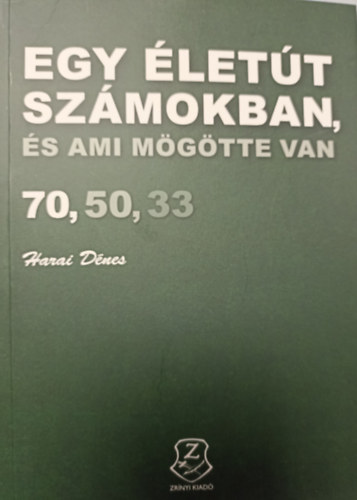 EGY ÉLETÚT
SZÁMOKBAN,
ÉS AMI MÖGÖTTE VAN
70, 50, 33
Harai Dénes
Z
ZRÍNYI KIADÓ